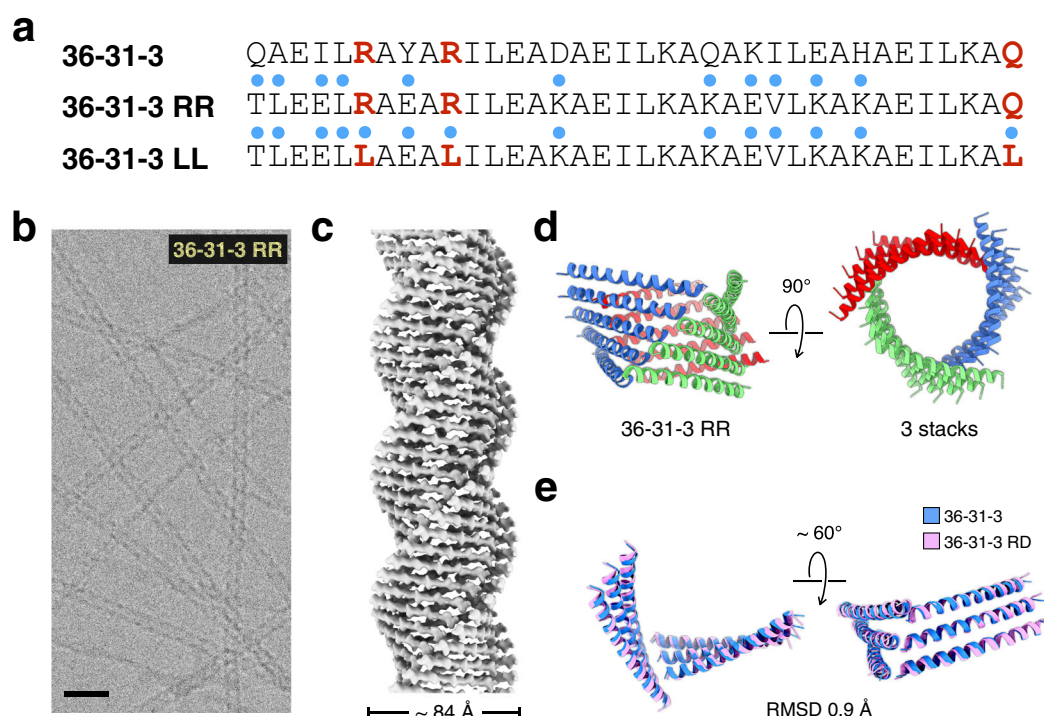 a
36-31-3 QAEILRAYARILEADAEILKAQAKILEAHAEILKAQ
36-31-3 RR TLEELRAEARILEAKAEILKAKAEVLKAKAEILKAQ
36-31-3 LL TLEELLAEALILEAKAEILKAKAEVLKAKAEILKAL
b
36-31-3 RR
c
~ 84 Å
d
90°
36-31-3 RR
3 stacks
e
~ 60°
36-31-3
36-31-3 RD
RMSD 0.9 Å